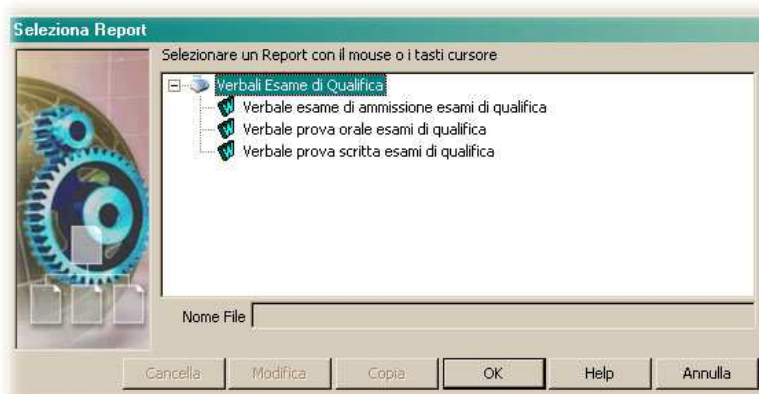 Seleziona Report
Selezionare un Report con il mouse o i tasti cursore
Verbali Esame di Qualifica
Verbale esame di ammissione esami di qualifica
Verbale prova orale esami di qualifica
Verbale prova scritta esami di qualifica
Nome File
Cancella Modifica Copia OK Help Annulla